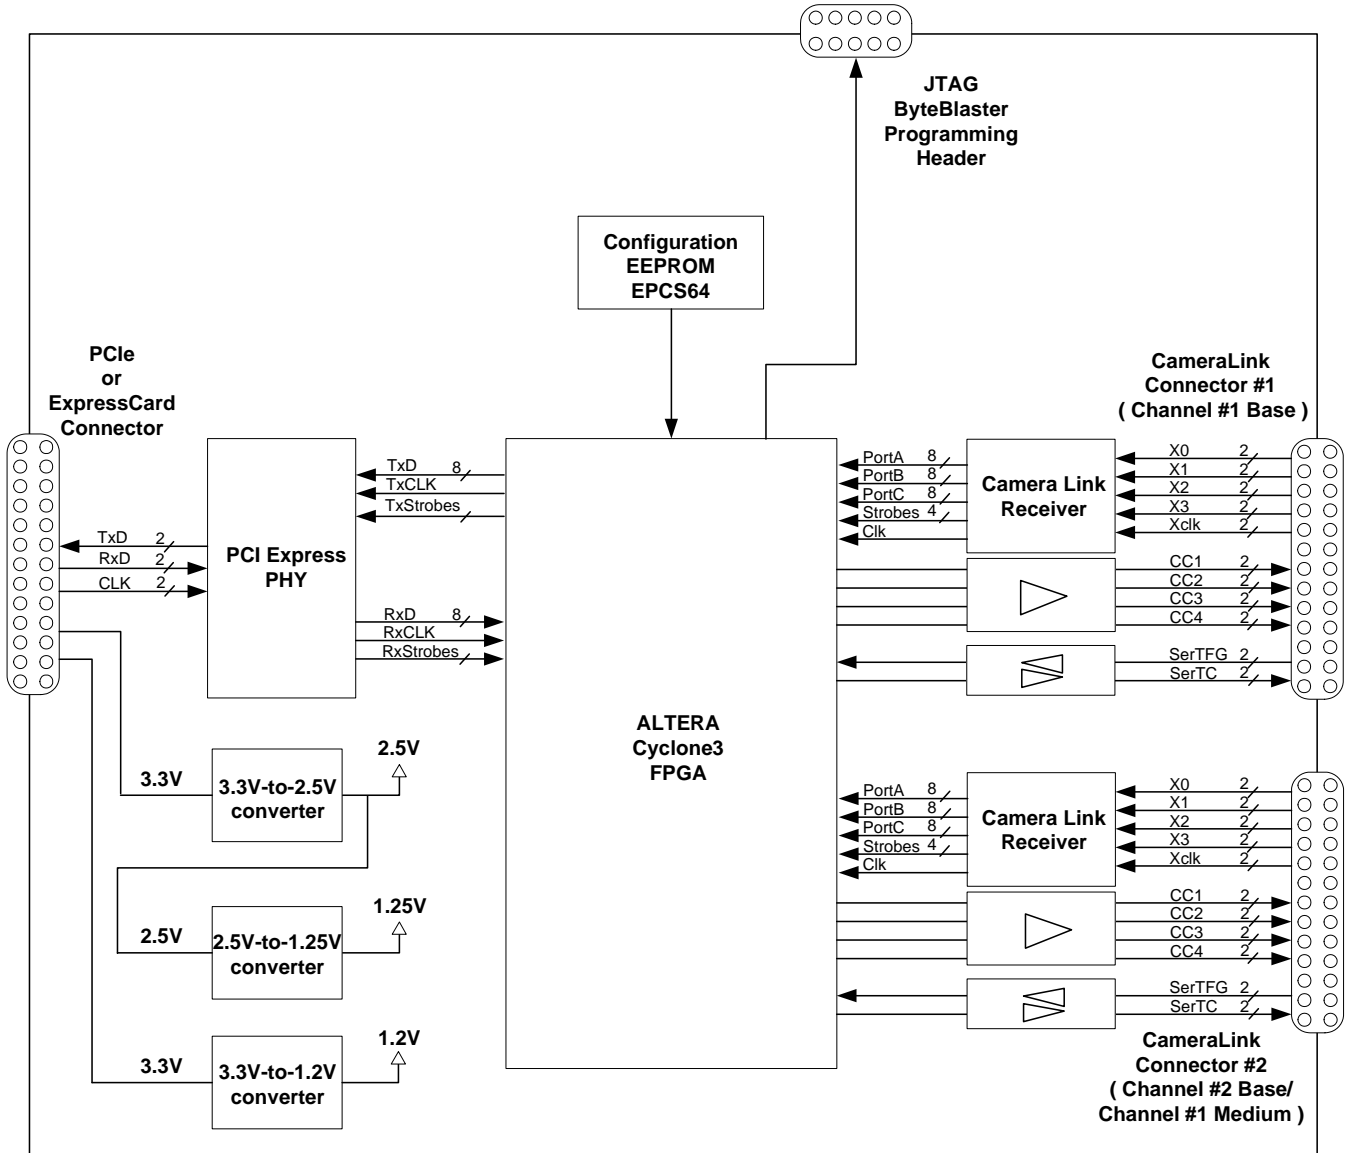 JTAG
ByteBlaster
Programming
Header
Configuration
EEPROM
EPCS64
PCIe
or
ExpressCard
Connector
CameraLink
Connector #1
( Channel #1 Base )
TxD 8
TxCLK
TxStrobes
TxD 2
RxD 2
CLK 2
PCI Express
PHY
RxD 8
RxCLK
RxStrobes
ALTERA
Cyclone3
FPGA
PortA 8
PortB 8
PortC 8
Strobes 4
Clk
Camera Link
Receiver
X0 2
X1 2
X2 2
X3 2
Xclk 2
CC1 2
CC2 2
CC3 2
CC4 2
SerTFG 2
SerTC 2
3.3V
3.3V-to-2.5V
converter
2.5V
2.5V
2.5V-to-1.25V
converter
1.25V
3.3V
3.3V-to-1.2V
converter
1.2V
PortA 8
PortB 8
PortC 8
Strobes 4
Clk
Camera Link
Receiver
X0 2
X1 2
X2 2
X3 2
Xclk 2
CC1 2
CC2 2
CC3 2
CC4 2
SerTFG 2
SerTC 2
CameraLink
Connector #2
( Channel #2 Base/
Channel #1 Medium )